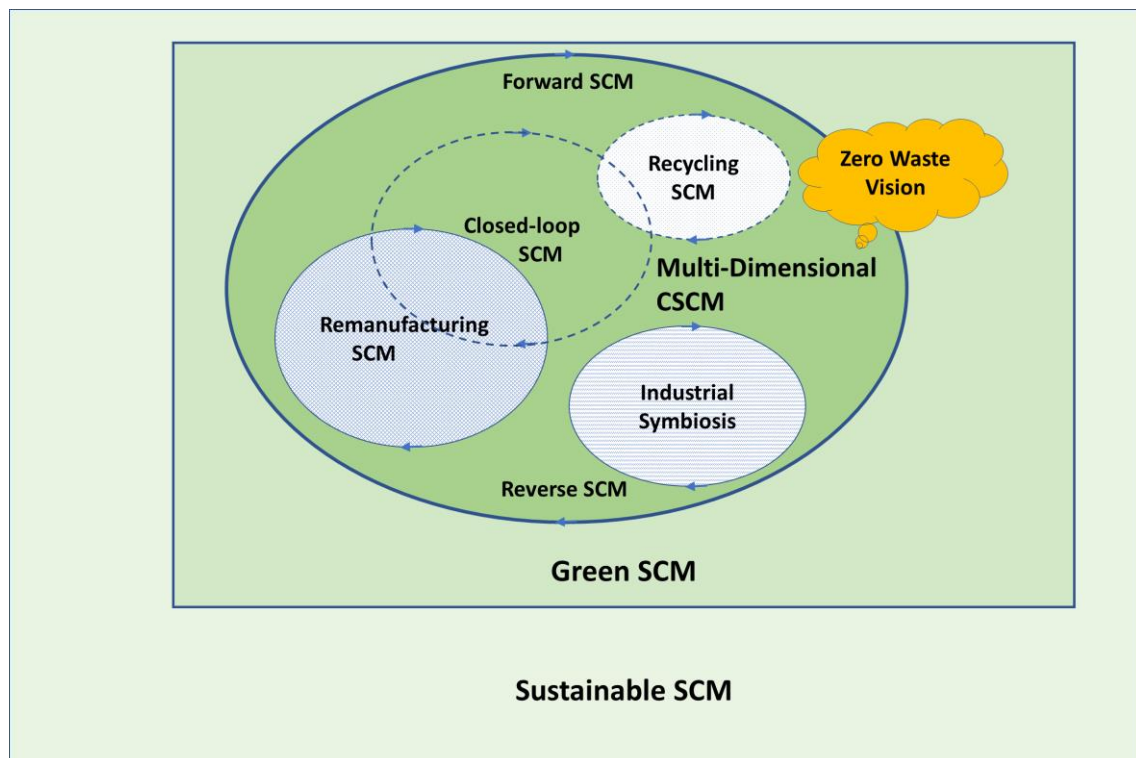 Forward SCM
Recycling
SCM
Zero Waste
Vision
Closed-loop
SCM
Multi-Dimensional
CSCM
Remanufacturing
SCM
Industrial
Symbiosis
Reverse SCM
Green SCM
Sustainable SCM